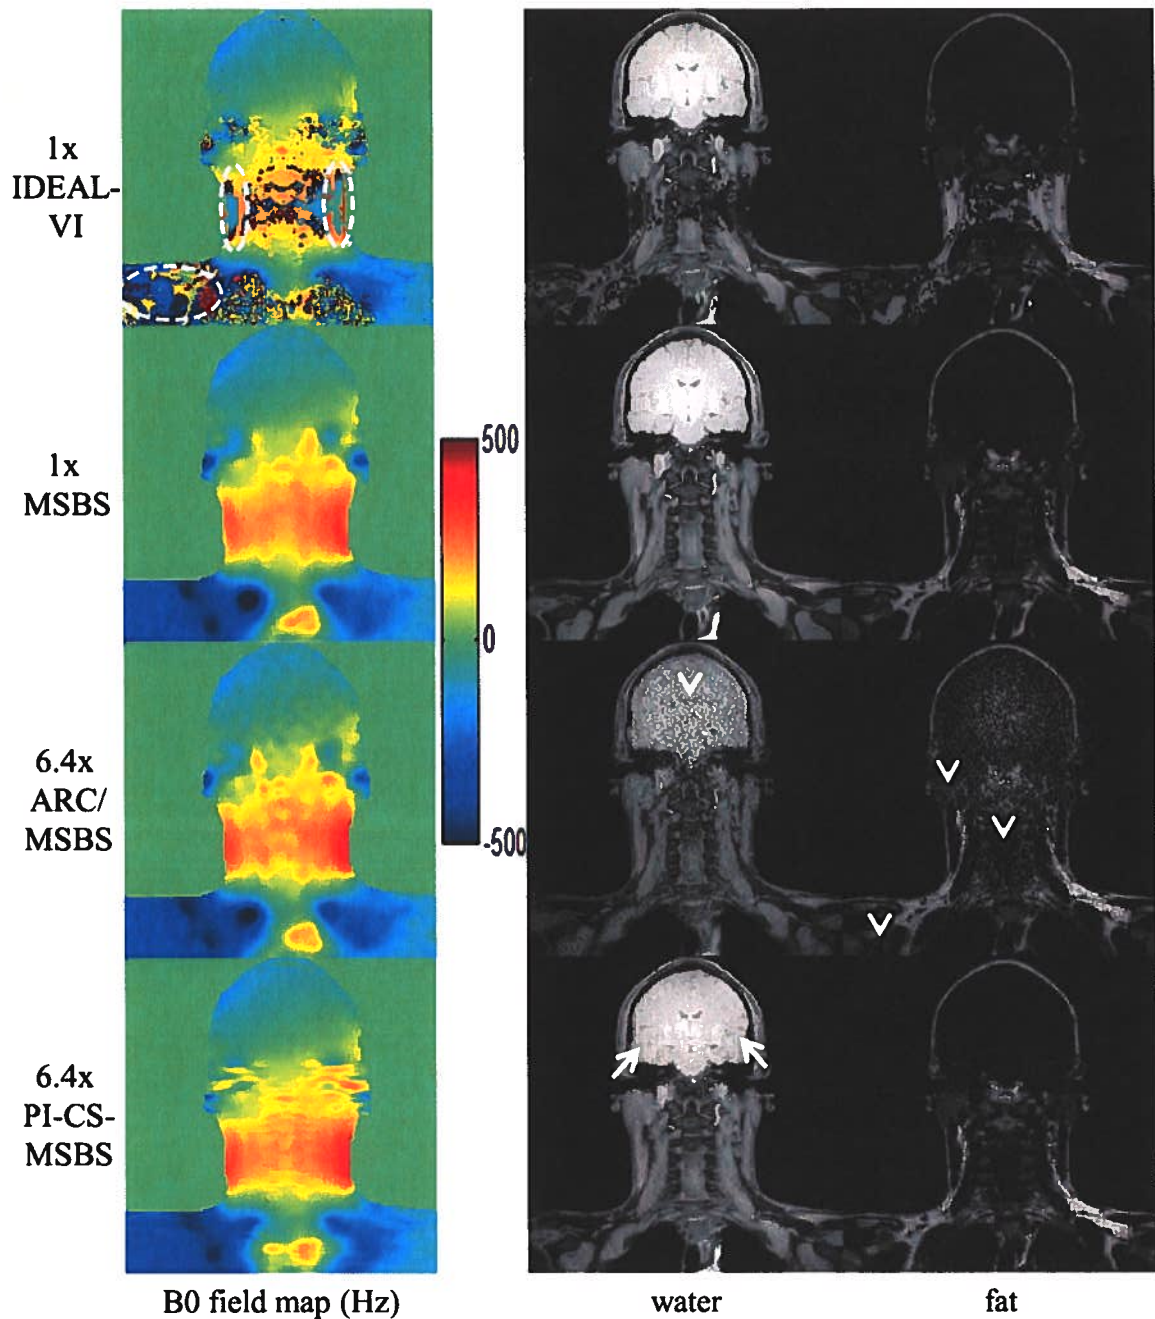 1x
IDEAL-
VI
1x
MSBS
500
0
-500
6.4x
ARC/
MSBS
6.4x
PI-CS-
MSBS
B0 field map (Hz)
water
fat